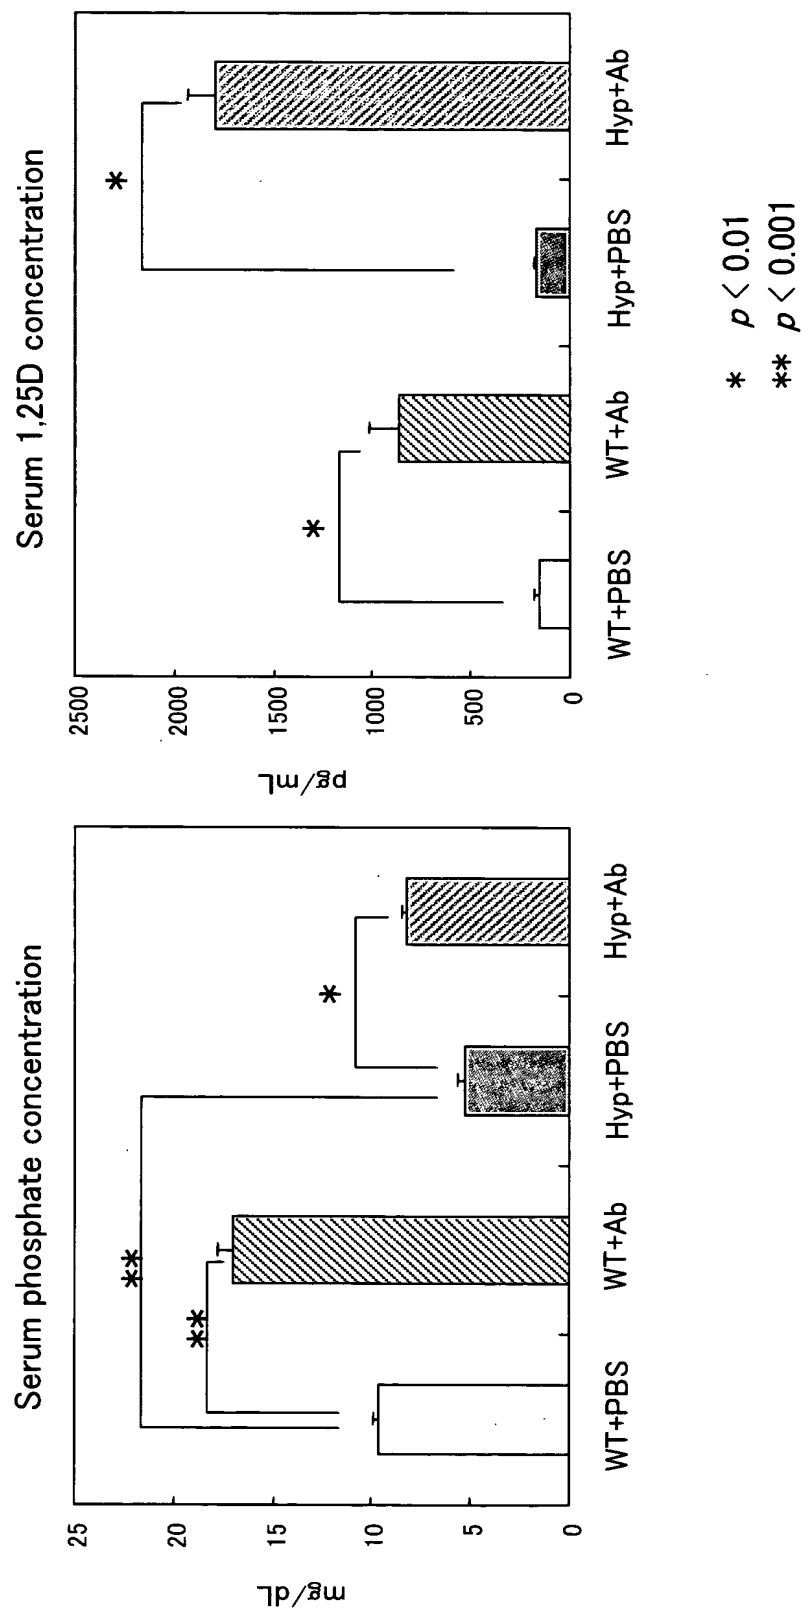 Serum phosphate concentration
mg/dL
25
20
15
10
5
0
**
**
*
WT+PBS WT+Ab Hyp+PBS Hyp+Ab
Serum 1,25D concentration
pg/mL
2500
2000
1500
1000
500
0
*
*
WT+PBS WT+Ab Hyp+PBS Hyp+Ab
* p < 0.01
** p < 0.001